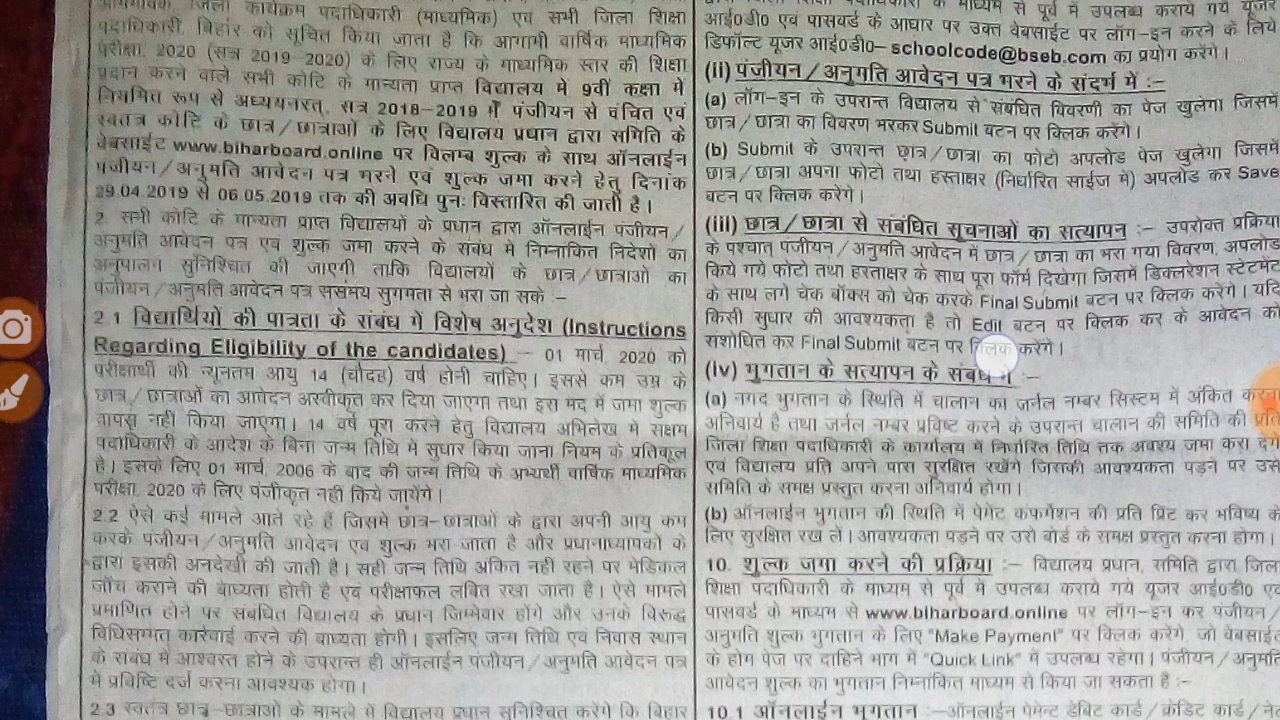 जिला कार्यक्रम पदाधिकारी (माध्यमिक) एवं सभी जिला शिक्षा
पदाधिकारी, बिहार को सूचित किया जाता है कि आगामी वार्षिक माध्यमिक
परीक्षा, 2020 (सत्र 2019-2020) के लिए राज्य के माध्यमिक स्तर की शिक्षा
प्रदान करने वाले सभी कोटि के मान्यता प्राप्त विद्यालय में 9वीं कक्षा में
नियमित रूप से अध्ययनरत, सत्र 2018-2019 में पंजीयन से वंचित एवं
स्वतंत्र कोटि के छात्र/छात्राओं के लिए विद्यालय प्रधान द्वारा समिति के
वेबसाईट www.biharboard.online पर विलम्ब शुल्क के साथ ऑनलाईन
पंजीयन/अनुमति आवेदन पत्र भरने एवं शुल्क जमा करने हेतु दिनांक
29.04.2019 से 06.05.2019 तक की अवधि पुनः विस्तारित की जाती है।
2. सभी कोटि के मान्यता प्राप्त विद्यालयों के प्रधान द्वारा ऑनलाईन पंजीयन/
अनुमति आवेदन पत्र एवं शुल्क जमा करने के संबंध में निम्नांकित निदेशों का
अनुपालन सुनिश्चित की जाएगी ताकि विद्यालयों के छात्र/छात्राओं का
पंजीयन/अनुमति आवेदन पत्र ससमय सुगमता से भरा जा सके :-
2.1 विद्यार्थियों की पात्रता के संबंध में विशेष अनुदेश (Instructions
Regarding Eligibility of the candidates) :- 01 मार्च, 2020 को
परीक्षार्थी की न्यूनतम आयु 14 (चौदह) वर्ष होनी चाहिए। इससे कम उम्र के
छात्र/छात्राओं का आवेदन अस्वीकृत कर दिया जाएगा तथा इस मद में जमा शुल्क
वापस नहीं किया जाएगा। 14 वर्ष पूरा करने हेतु विद्यालय अभिलेख में सक्षम
पदाधिकारी के आदेश के बिना जन्म तिथि में सुधार किया जाना नियम के प्रतिकूल
है। इसके लिए 01 मार्च, 2006 के बाद की जन्म तिथि के अभ्यर्थी वार्षिक माध्यमिक
परीक्षा, 2020 के लिए पंजीकृत नहीं किये जायेंगे।
2.2 ऐसे कई मामले आते रहे हैं जिसमें छात्र-छात्राओं के द्वारा अपनी आयु कम
करके पंजीयन/अनुमति आवेदन एवं शुल्क भरा जाता है और प्रधानाध्यापकों के
द्वारा इसकी अनदेखी की जाती है। सही जन्म तिथि अंकित नहीं रहने पर मेडिकल
जाँच कराने की बाध्यता होती है एवं परीक्षाफल लंबित रखा जाता है। ऐसे मामले
प्रमाणित होने पर संबंधित विद्यालय के प्रधान जिम्मेवार होंगे और उनके विरूद्ध
विधिसम्मत कार्रवाई करने की बाध्यता होगी। इसलिए जन्म तिथि एवं निवास स्थान
के संबंध में आश्वस्त होने के उपरान्त ही ऑनलाईन पंजीयन/अनुमति आवेदन पत्र
में प्रविष्टि दर्ज करना आवश्यक होगा।
2.3 स्वतंत्र छात्र-छात्राओं के मामले में विद्यालय प्रधान सुनिश्चित करेंगे कि बिहार
के माध्यम से पूर्व में उपलब्ध कराये गये यूजर
आई०डी० एवं पासवर्ड के आधार पर उक्त वेबसाईट पर लॉग-इन करने के लिये
डिफॉल्ट यूजर आई०डी०- schoolcode@bseb.com का प्रयोग करेंगे।
(ii) पंजीयन/अनुमति आवेदन पत्र भरने के संदर्भ में :-
(a) लॉग-इन के उपरान्त विद्यालय से संबंधित विवरणी का पेज खुलेगा जिसमें
छात्र/छात्रा का विवरण भरकर Submit बटन पर क्लिक करेंगे।
(b) Submit के उपरान्त छात्र/छात्रा का फोटो अपलोड पेज खुलेगा जिसमें
छात्र/छात्रा अपना फोटो तथा हस्ताक्षर (निर्धारित साईज में) अपलोड कर Save
बटन पर क्लिक करेंगे।
(iii) छात्र/छात्रा से संबंधित सूचनाओं का सत्यापन :- उपरोक्त प्रक्रिया
के पश्चात पंजीयन/अनुमति आवेदन में छात्र/छात्रा का भरा गया विवरण, अपलोड
किये गये फोटो तथा हस्ताक्षर के साथ पूरा फॉर्म दिखेगा जिसमें डिक्लरेशन स्टेटमेंट
के साथ लगे चेक बॉक्स को चेक करके Final Submit बटन पर क्लिक करेंगे। यदि
किसी सुधार की आवश्यकता है तो Edit बटन पर क्लिक कर के आवेदन को
संशोधित कर Final Submit बटन पर क्लिक करेंगे।
(iv) भुगतान के सत्यापन के संबंध में :-
(a) नगद भुगतान के स्थिति में चालान का जर्नल नम्बर सिस्टम में अंकित करना
अनिवार्य है तथा जर्नल नम्बर प्रविष्ट करने के उपरान्त चालान की समिति की प्रति
जिला शिक्षा पदाधिकारी के कार्यालय में निर्धारित तिथि तक अवश्य जमा करा देंगे
एवं विद्यालय प्रति अपने पास सुरक्षित रखेंगे जिसकी आवश्यकता पड़ने पर उसे
समिति के समक्ष प्रस्तुत करना अनिवार्य होगा।
(b) ऑनलाईन भुगतान की स्थिति में पेमेंट कंफर्मेशन की प्रति प्रिंट कर भविष्य के
लिए सुरक्षित रख लें। आवश्यकता पड़ने पर उसे बोर्ड के समक्ष प्रस्तुत करना होगा।
10. शुल्क जमा करने की प्रक्रिया :- विद्यालय प्रधान, समिति द्वारा जिला
शिक्षा पदाधिकारी के माध्यम से पूर्व में उपलब्ध कराये गये यूजर आई०डी० एवं
पासवर्ड के माध्यम से www.biharboard.online पर लॉग-इन कर पंजीयन/
अनुमति शुल्क भुगतान के लिए "Make Payment" पर क्लिक करेंगे, जो वेबसाईट
के होम पेज पर दाहिने भाग में "Quick Link" में उपलब्ध रहेगा। पंजीयन/अनुमति
आवेदन शुल्क का भुगतान निम्नांकित माध्यम से किया जा सकता है :-
10.1 ऑनलाईन भुगतान :-ऑनलाईन पेमेन्ट डेबिट कार्ड/क्रेडिट कार्ड/नेट